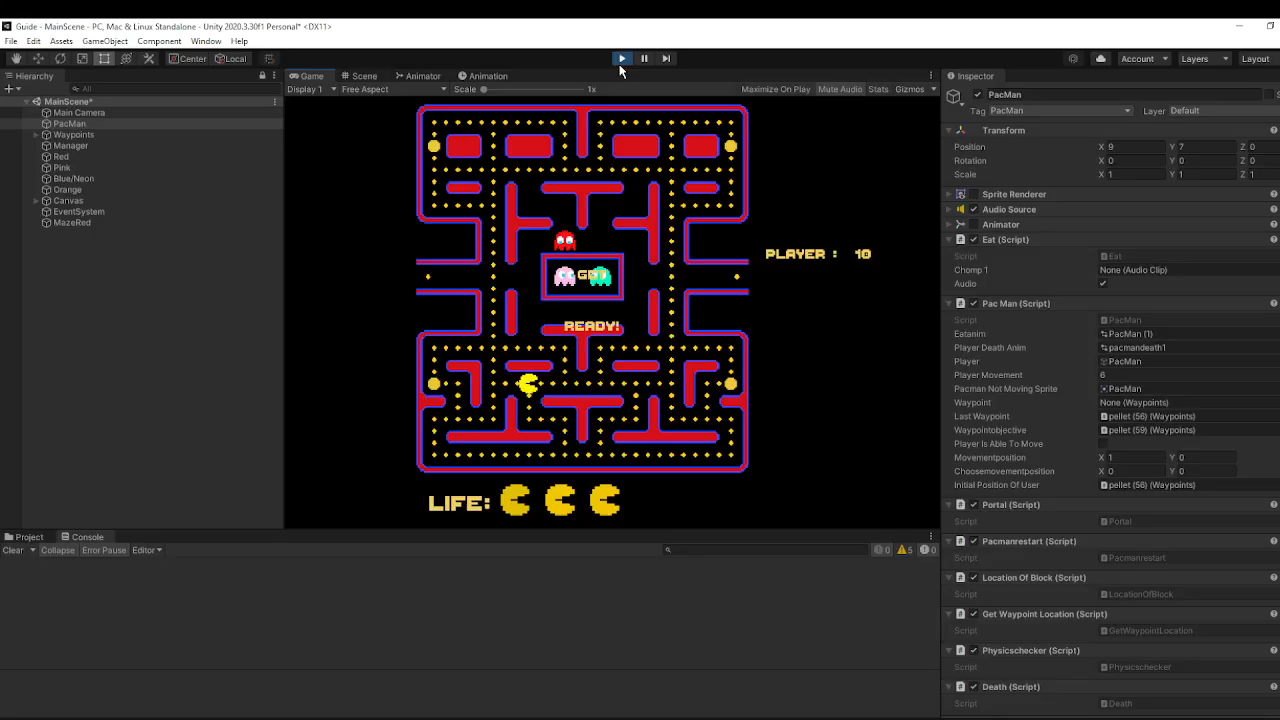 Guide - MainScene - PC, Mac & Linux Standalone - Unity 2020.3.30f1 Personal* <DX11>
File Edit Assets GameObject Component Window Help
Center Local Account Layers Layout
Hierarchy
All
MainScene*
Main Camera
PacMan
Waypoints
Manager
Red
Pink
Blue/Neon
Orange
Canvas
EventSystem
MazeRed
Game Scene Animator Animation
Display 1 Free Aspect Scale 1x Maximize On Play Mute Audio Stats Gizmos
PLAYER : 10
GET
READY!
LIFE:
Project Console
Clear Collapse Error Pause Editor 0 5 0
Inspector
PacMan
Tag PacMan Layer Default
Transform
Position X 9 Y 7 Z 0
Rotation X 0 Y 0 Z 0
Scale X 1 Y 1 Z 1
Sprite Renderer
Audio Source
Animator
Eat (Script)
Script Eat
Chomp 1 None (Audio Clip)
Audio
Pac Man (Script)
Script PacMan
Eatanim PacMan (1)
Player Death Anim pacmandeath1
Player PacMan
Player Movement 6
Pacman Not Moving Sprite PacMan
Waypoint None (Waypoints)
Last Waypoint pellet (56) (Waypoints)
Waypointobjective pellet (59) (Waypoints)
Player Is Able To Move
Movementposition X 1 Y 0
Choosemovementposition X 0 Y 0
Initial Position Of User pellet (56) (Waypoints)
Portal (Script)
Script Portal
Pacmanrestart (Script)
Script Pacmanrestart
Location Of Block (Script)
Script LocationOfBlock
Get Waypoint Location (Script)
Script GetWaypointLocation
Physicschecker (Script)
Script Physicschecker
Death (Script)
Script Death